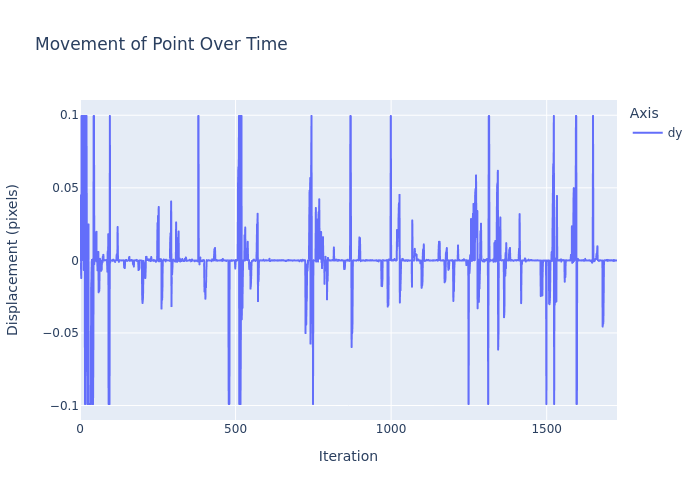 Movement of Point Over Time
Axis
dy
0.1
0.05
0
−0.05
−0.1
Displacement (pixels)
0
500
1000
1500
Iteration